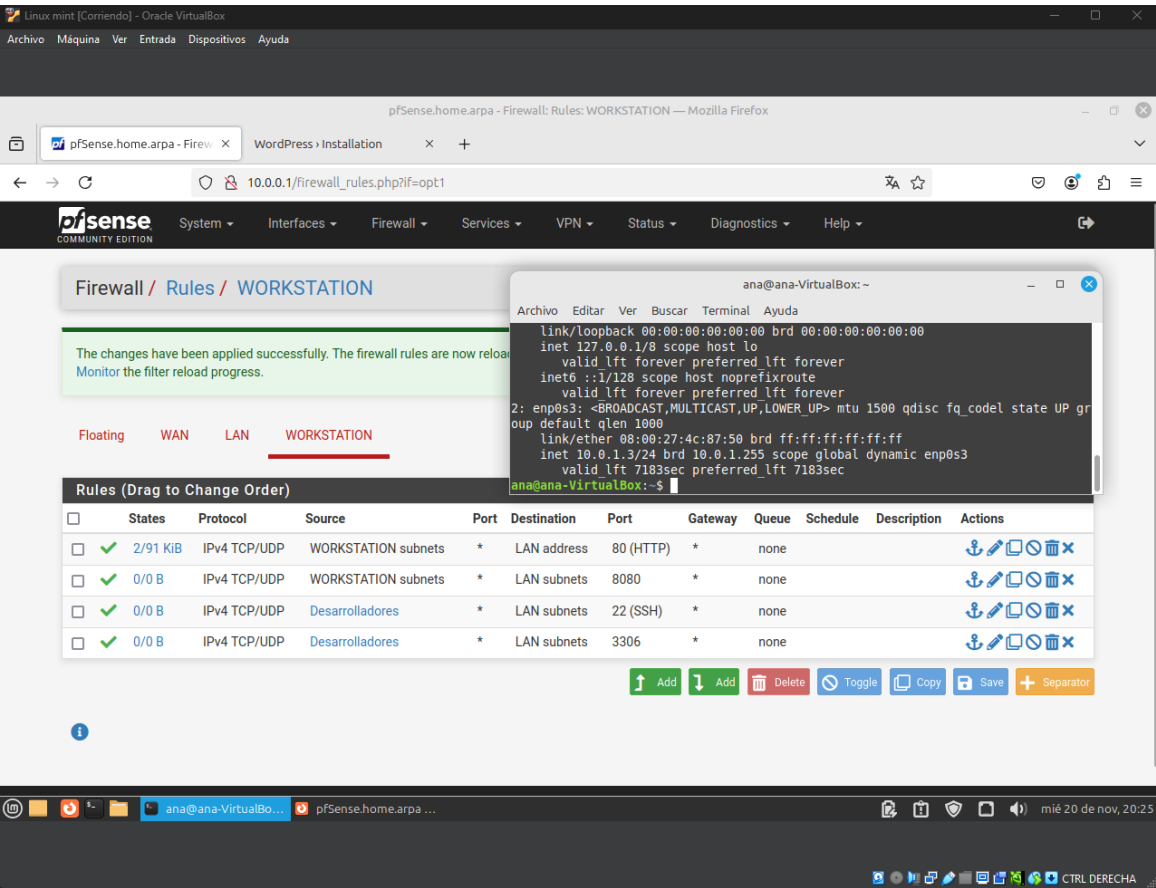 Linux mint [Corriendo] - Oracle VirtualBox
Archivo Máquina Ver Entrada Dispositivos Ayuda
pfSense.home.arpa - Firewall: Rules: WORKSTATION — Mozilla Firefox
pfSense.home.arpa - Firew
WordPress › Installation
10.0.0.1/firewall_rules.php?if=opt1
pfsense
COMMUNITY EDITION
System
Interfaces
Firewall
Services
VPN
Status
Diagnostics
Help
Firewall / Rules / WORKSTATION
The changes have been applied successfully. The firewall rules are now reload
Monitor the filter reload progress.
Floating WAN LAN WORKSTATION
ana@ana-VirtualBox: ~
Archivo Editar Ver Buscar Terminal Ayuda
link/loopback 00:00:00:00:00:00 brd 00:00:00:00:00:00
inet 127.0.0.1/8 scope host lo
valid_lft forever preferred_lft forever
inet6 ::1/128 scope host noprefixroute
valid_lft forever preferred_lft forever
2: enp0s3: <BROADCAST,MULTICAST,UP,LOWER_UP> mtu 1500 qdisc fq_codel state UP gr
oup default qlen 1000
link/ether 08:00:27:4c:87:50 brd ff:ff:ff:ff:ff:ff
inet 10.0.1.3/24 brd 10.0.1.255 scope global dynamic enp0s3
valid_lft 7183sec preferred_lft 7183sec
ana@ana-VirtualBox:~$
Rules (Drag to Change Order)
States Protocol Source Port Destination Port Gateway Queue Schedule Description Actions
2/91 KiB IPv4 TCP/UDP WORKSTATION subnets * LAN address 80 (HTTP) * none
0/0 B IPv4 TCP/UDP WORKSTATION subnets * LAN subnets 8080 * none
0/0 B IPv4 TCP/UDP Desarrolladores * LAN subnets 22 (SSH) * none
0/0 B IPv4 TCP/UDP Desarrolladores * LAN subnets 3306 * none
Add Add Delete Toggle Copy Save Separator
ana@ana-VirtualBo...
pfSense.home.arpa ...
mié 20 de nov, 20:25
CTRL DERECHA